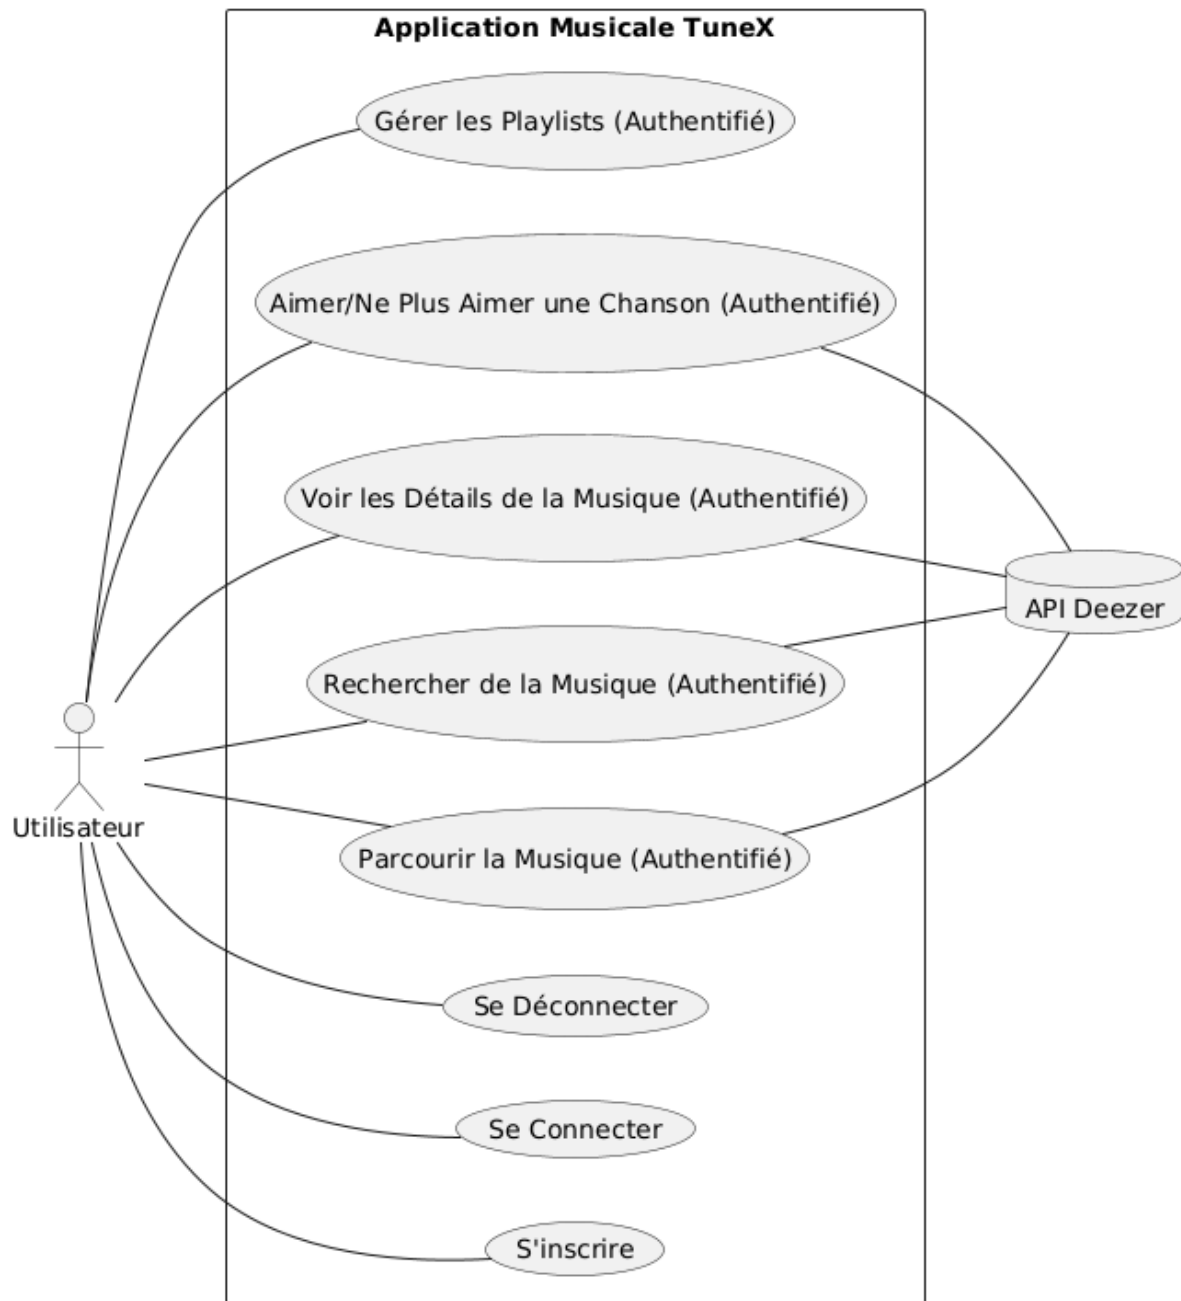 Application Musicale TuneX
Gérer les Playlists (Authentifié)
Aimer/Ne Plus Aimer une Chanson (Authentifié)
Voir les Détails de la Musique (Authentifié)
API Deezer
Rechercher de la Musique (Authentifié)
Utilisateur
Parcourir la Musique (Authentifié)
Se Déconnecter
Se Connecter
S'inscrire